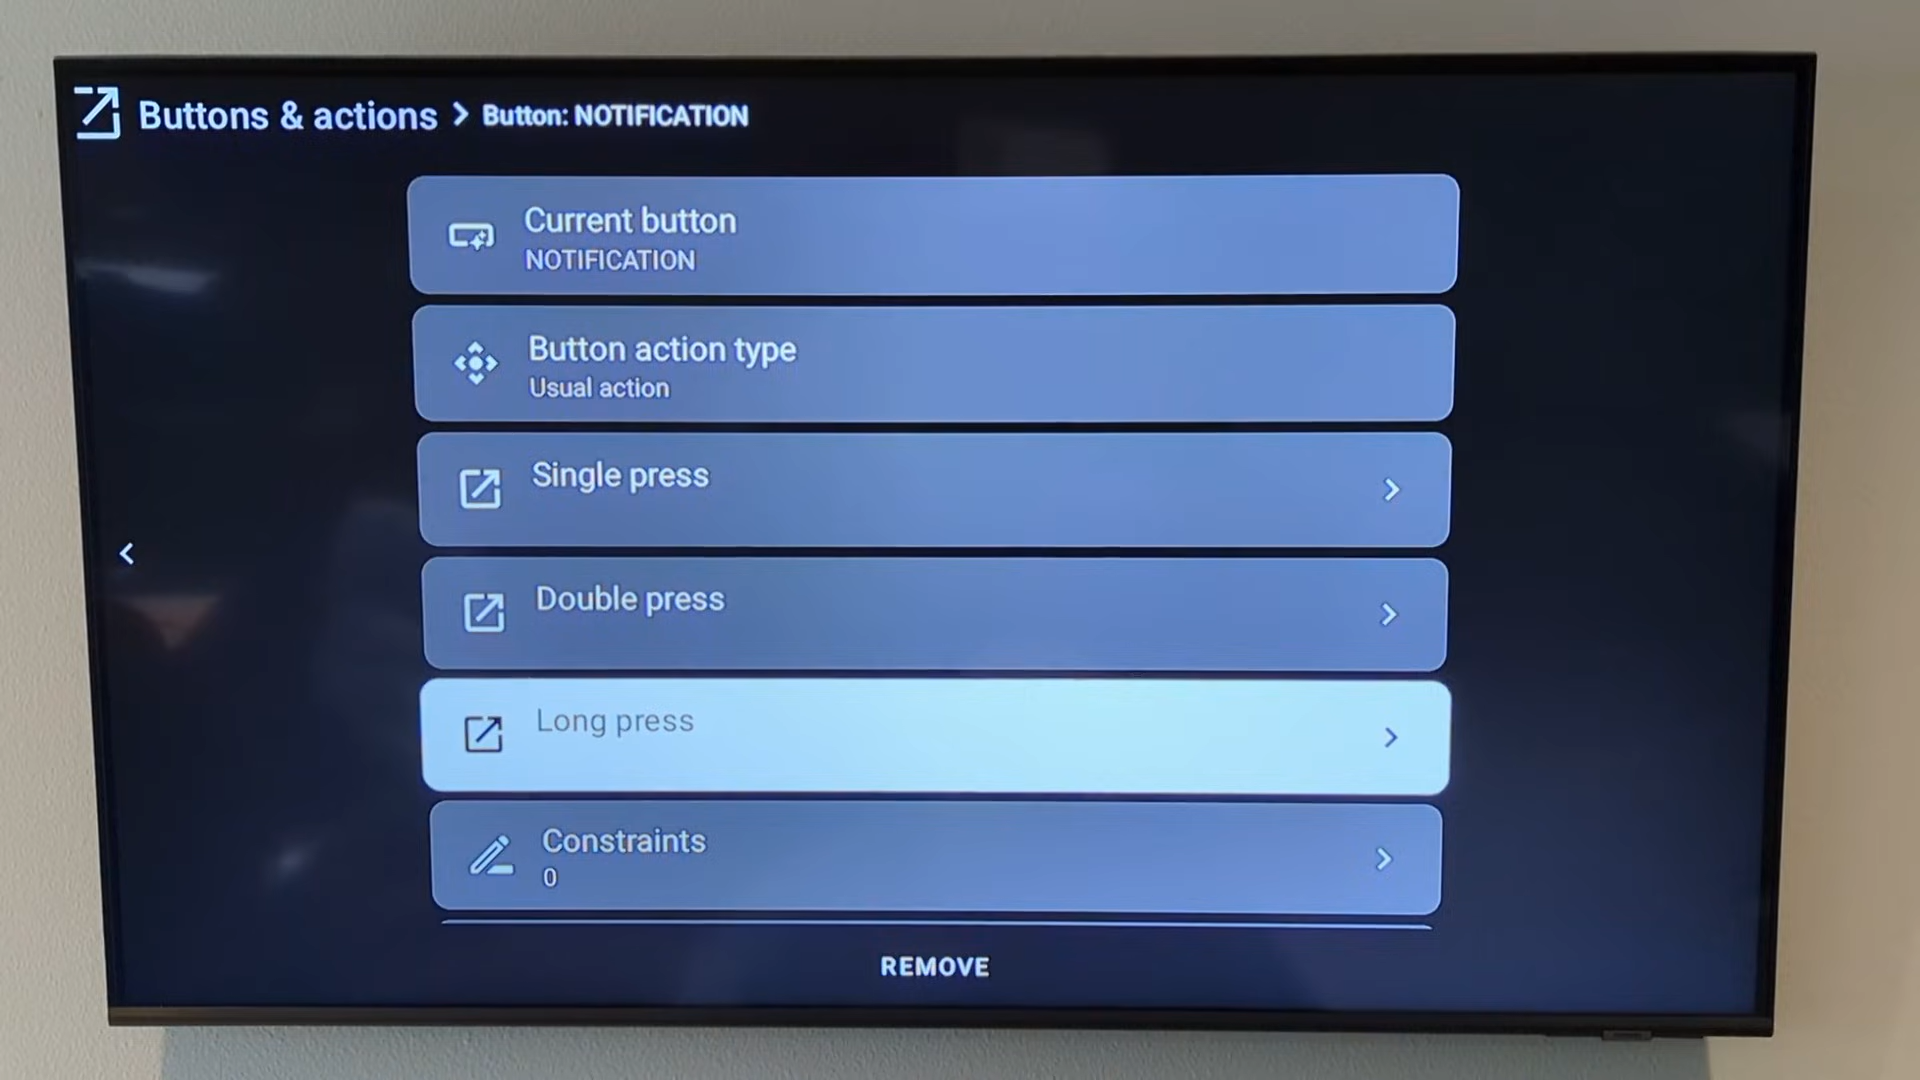 Buttons & actions > Button: NOTIFICATION
Current button
NOTIFICATION
Button action type
Usual action
Single press
Double press
Long press
Constraints
0
REMOVE